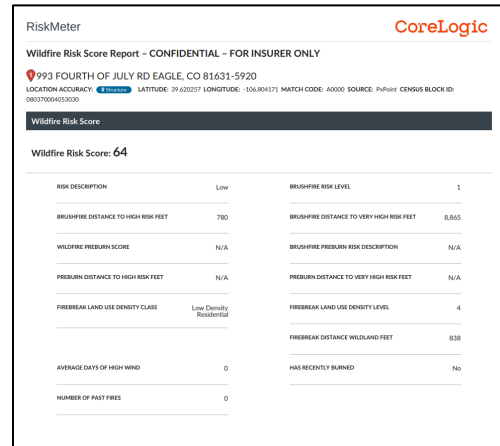 RiskMeter
CoreLogic
Wildfire Risk Score Report – CONFIDENTIAL – FOR INSURER ONLY
993 FOURTH OF JULY RD EAGLE, CO 81631-5920
LOCATION ACCURACY: Structure LATITUDE: 39.620257 LONGITUDE: -106.804171 MATCH CODE: A0000 SOURCE: PxPoint CENSUS BLOCK ID:
080370004053030
Wildfire Risk Score
Wildfire Risk Score: 64
RISK DESCRIPTION Low BRUSHFIRE RISK LEVEL 1
BRUSHFIRE DISTANCE TO HIGH RISK FEET 780 BRUSHFIRE DISTANCE TO VERY HIGH RISK FEET 8,865
WILDFIRE PREBURN SCORE N/A BRUSHFIRE PREBURN RISK DESCRIPTION N/A
PREBURN DISTANCE TO HIGH RISK FEET N/A PREBURN DISTANCE TO VERY HIGH RISK FEET N/A
FIREBREAK LAND USE DENSITY CLASS Low Density FIREBREAK LAND USE DENSITY LEVEL 4
Residential
FIREBREAK DISTANCE WILDLAND FEET 838
AVERAGE DAYS OF HIGH WIND 0 HAS RECENTLY BURNED No
NUMBER OF PAST FIRES 0